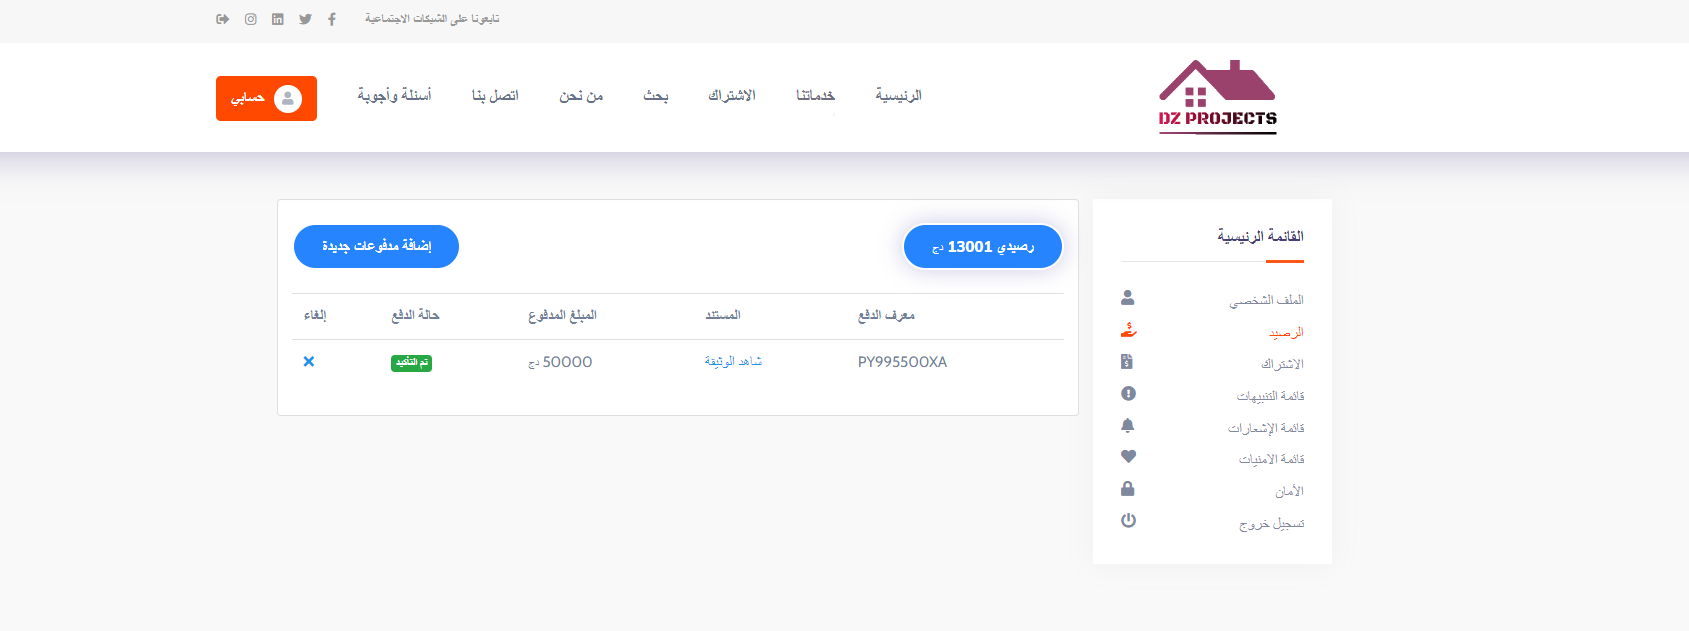 تابعونا على الشبكات الاجتماعية
DZ PROJECTS
الرئيسية
خدماتنا
الاشتراك
بحث
من نحن
اتصل بنا
أسئلة وأجوبة
حسابي
القائمة الرئيسية
الملف الشخصي
الرصيد
الاشتراك
قائمة التنبيهات
قائمة الإشعارات
قائمة الامنيات
الأمان
تسجيل خروج
رصيدي 13001 دج
إضافة مدفوعات جديدة
معرف الدفع المستند المبلغ المدفوع حالة الدفع إلغاء
PY995500XA شاهد الوثيقة 50000 دج تم التأكيد